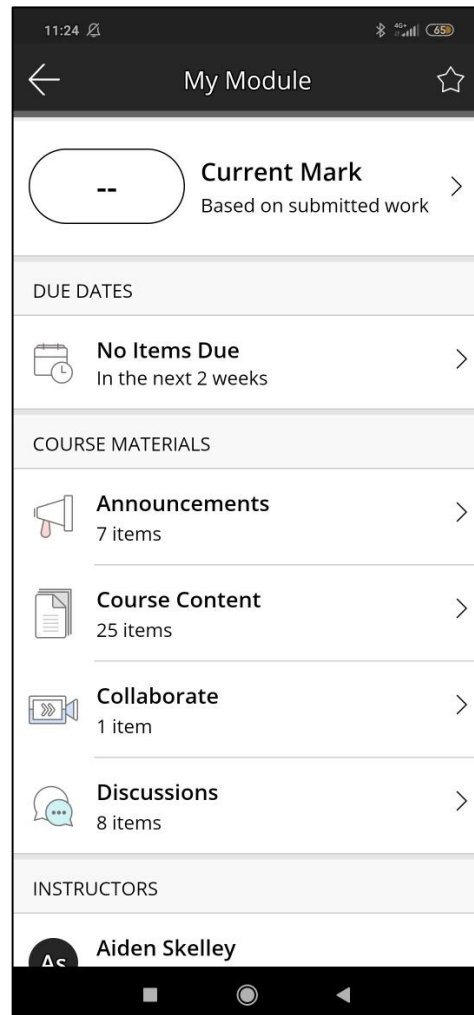 11:24
4G+
65
My Module
--
Current Mark
Based on submitted work
DUE DATES
No Items Due
In the next 2 weeks
COURSE MATERIALS
Announcements
7 items
Course Content
25 items
Collaborate
1 item
Discussions
8 items
INSTRUCTORS
As
Aiden Skelley